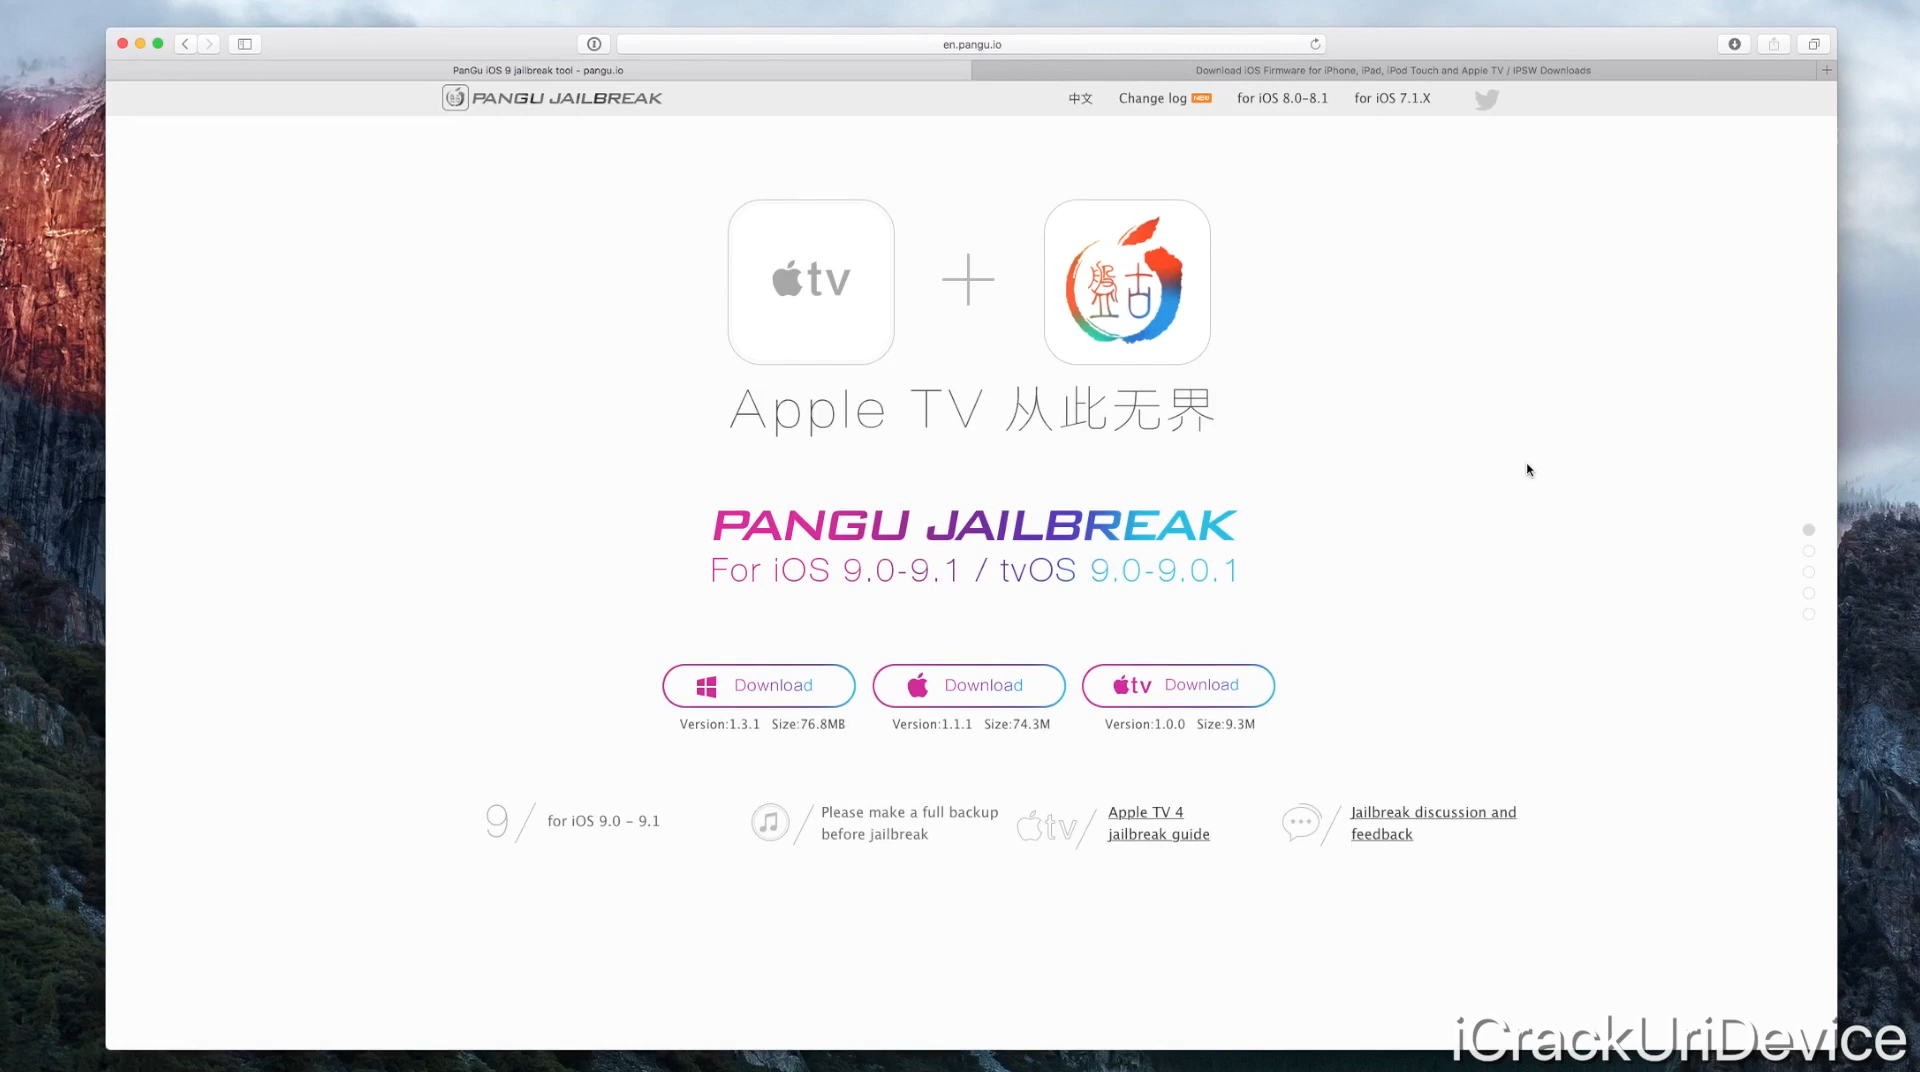 en.pangu.io
PanGu iOS 9 jailbreak tool - pangu.io
Download iOS Firmware for iPhone, iPad, iPod Touch and Apple TV / IPSW Downloads
PANGU JAILBREAK
中文
Change log NEW
for iOS 8.0-8.1
for iOS 7.1.X
tv
盘古
Apple TV 从此无界
PANGU JAILBREAK
For iOS 9.0-9.1 / tvOS 9.0-9.0.1
Download
Version:1.3.1 Size:76.8MB
Download
Version:1.1.1 Size:74.3M
tv Download
Version:1.0.0 Size:9.3M
9
for iOS 9.0 - 9.1
Please make a full backup
before jailbreak
tv
Apple TV 4
jailbreak guide
Jailbreak discussion and
feedback
iCrackUriDevice